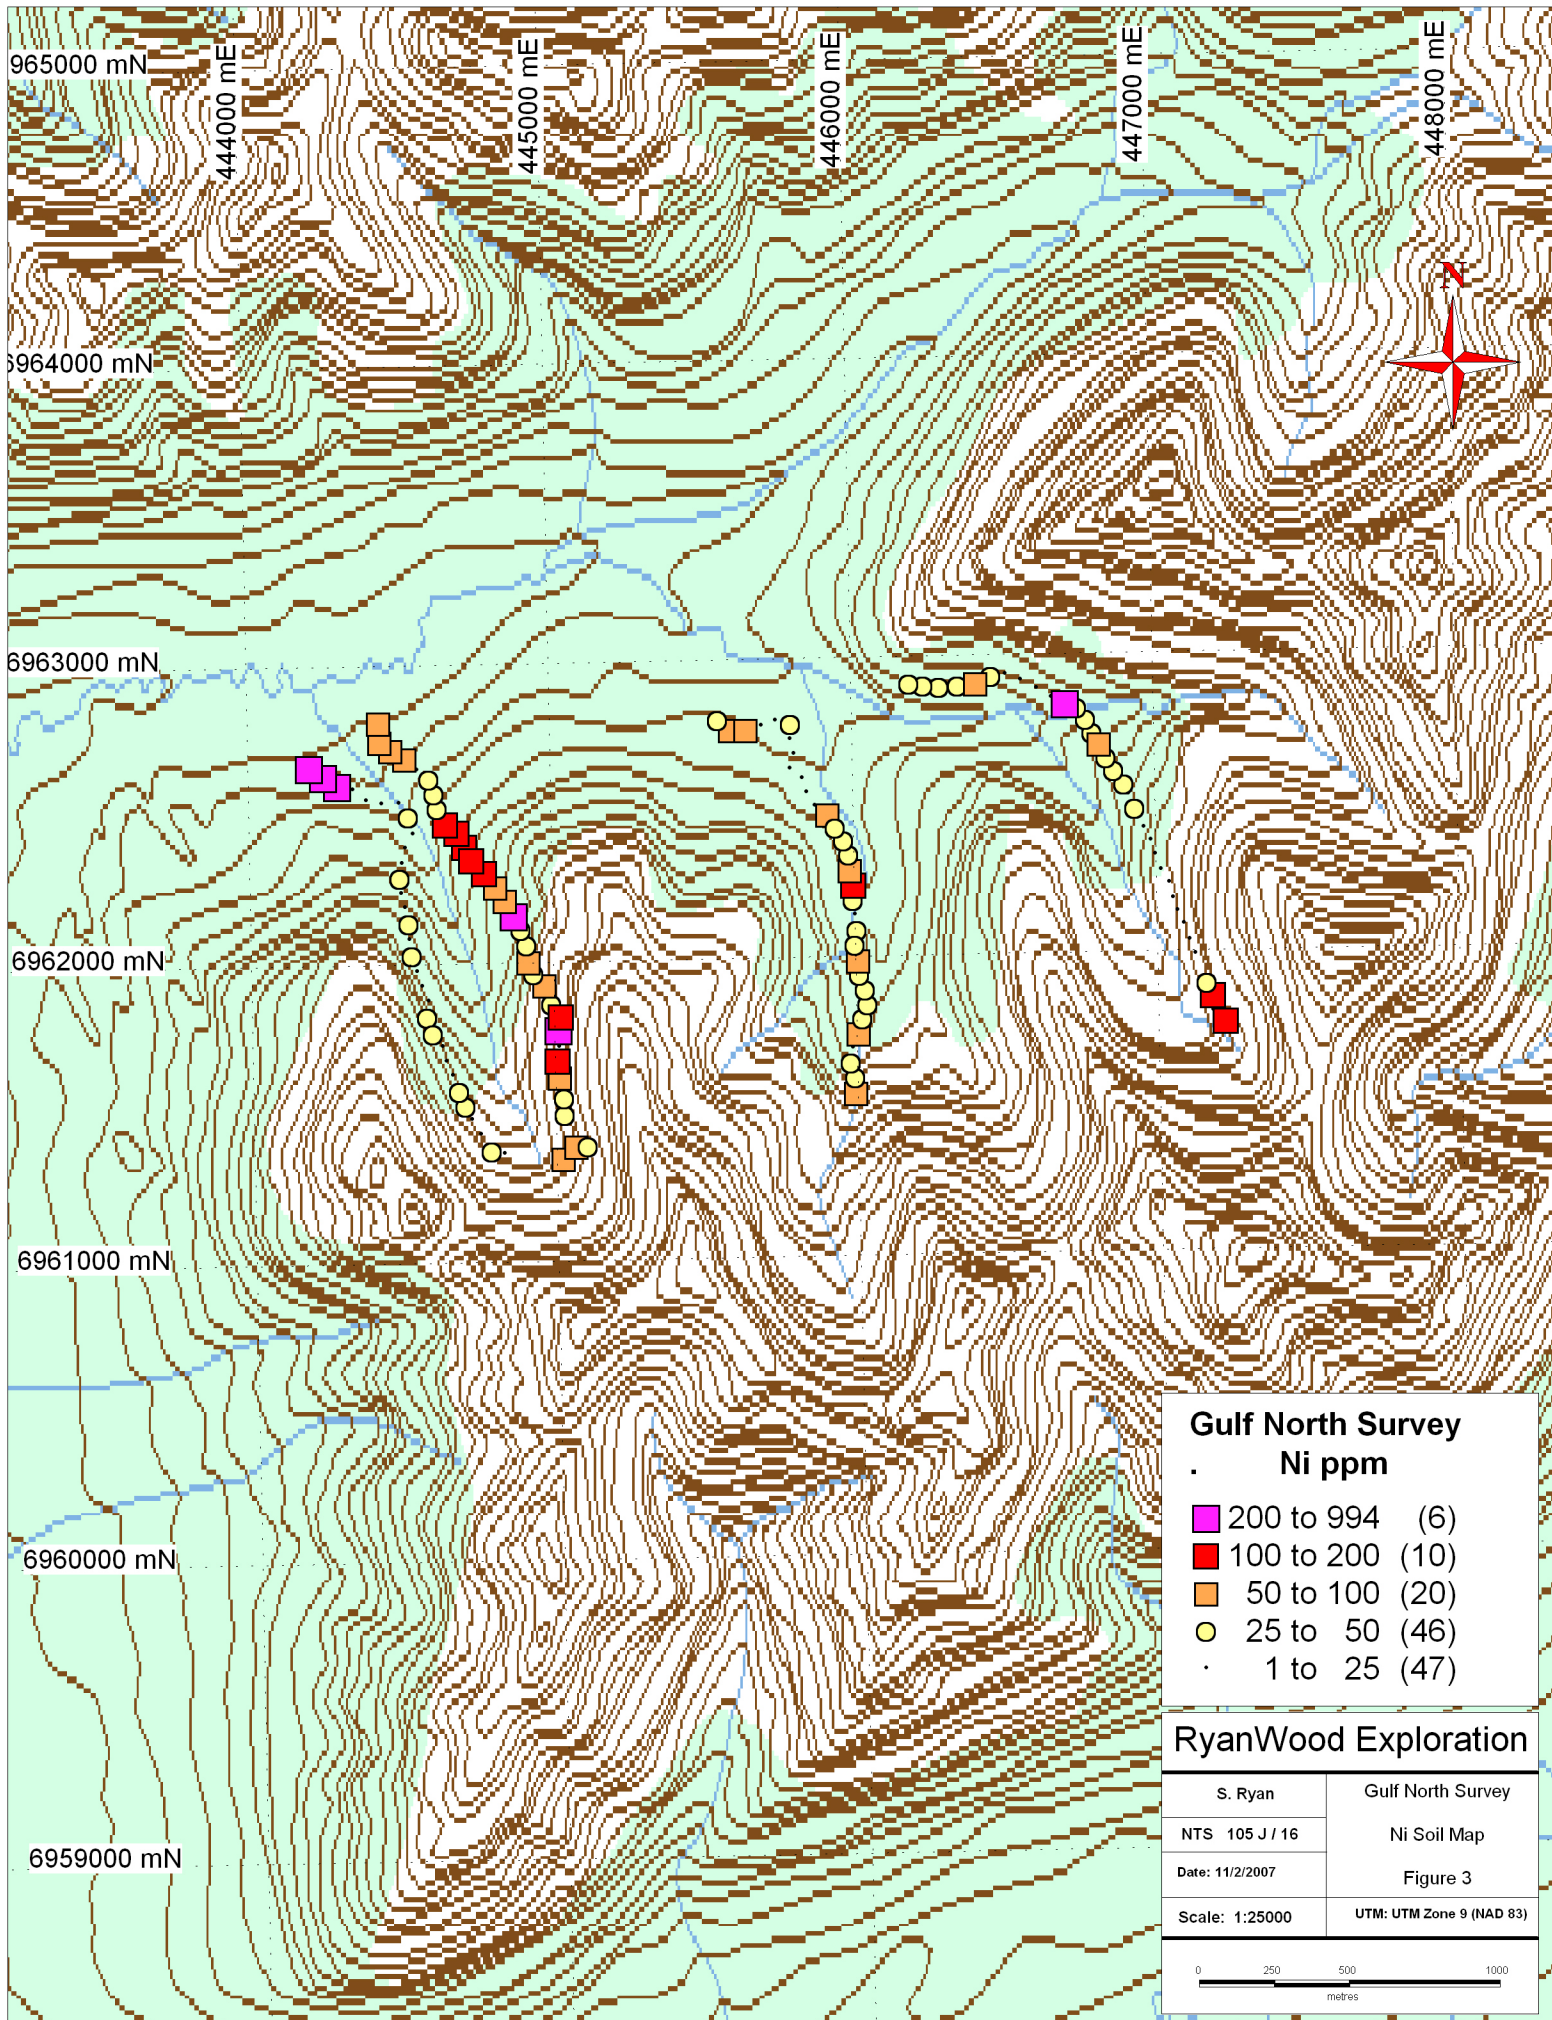 444000 mE
445000 mE
446000 mE
447000 mE
448000 mE
965000 mN
N
6964000 mN
6963000 mN
6962000 mN
6961000 mN
6960000 mN
6959000 mN
Gulf North Survey
. Ni ppm
200 to 994 (6)
100 to 200 (10)
50 to 100 (20)
25 to 50 (46)
1 to 25 (47)
RyanWood Exploration
S. Ryan
Gulf North Survey
NTS 105 J / 16
Ni Soil Map
Date: 11/2/2007
Figure 3
Scale: 1:25000
UTM: UTM Zone 9 (NAD 83)
0 250 500 1000
metres